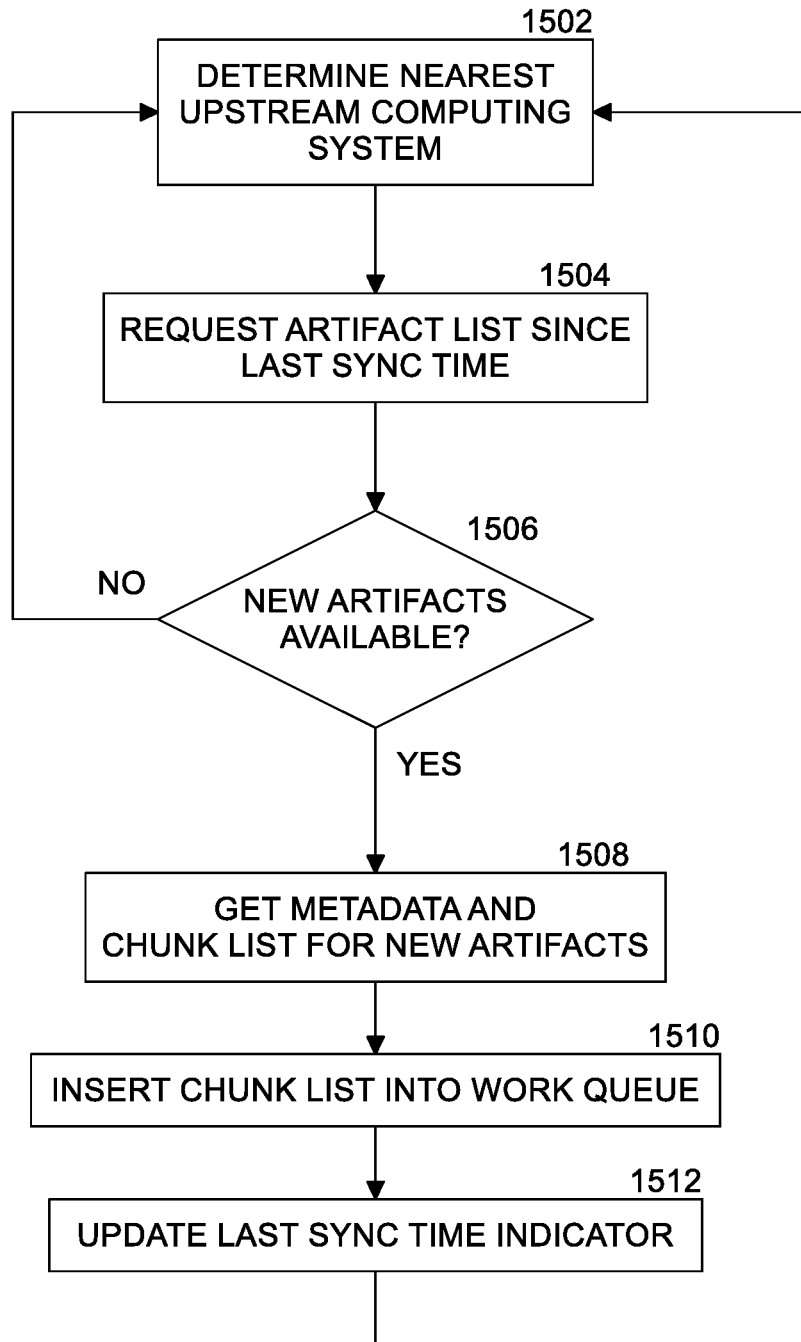 1502
DETERMINE NEAREST
UPSTREAM COMPUTING
SYSTEM
1504
REQUEST ARTIFACT LIST SINCE
LAST SYNC TIME
1506
NO
NEW ARTIFACTS
AVAILABLE?
YES
1508
GET METADATA AND
CHUNK LIST FOR NEW ARTIFACTS
1510
INSERT CHUNK LIST INTO WORK QUEUE
1512
UPDATE LAST SYNC TIME INDICATOR